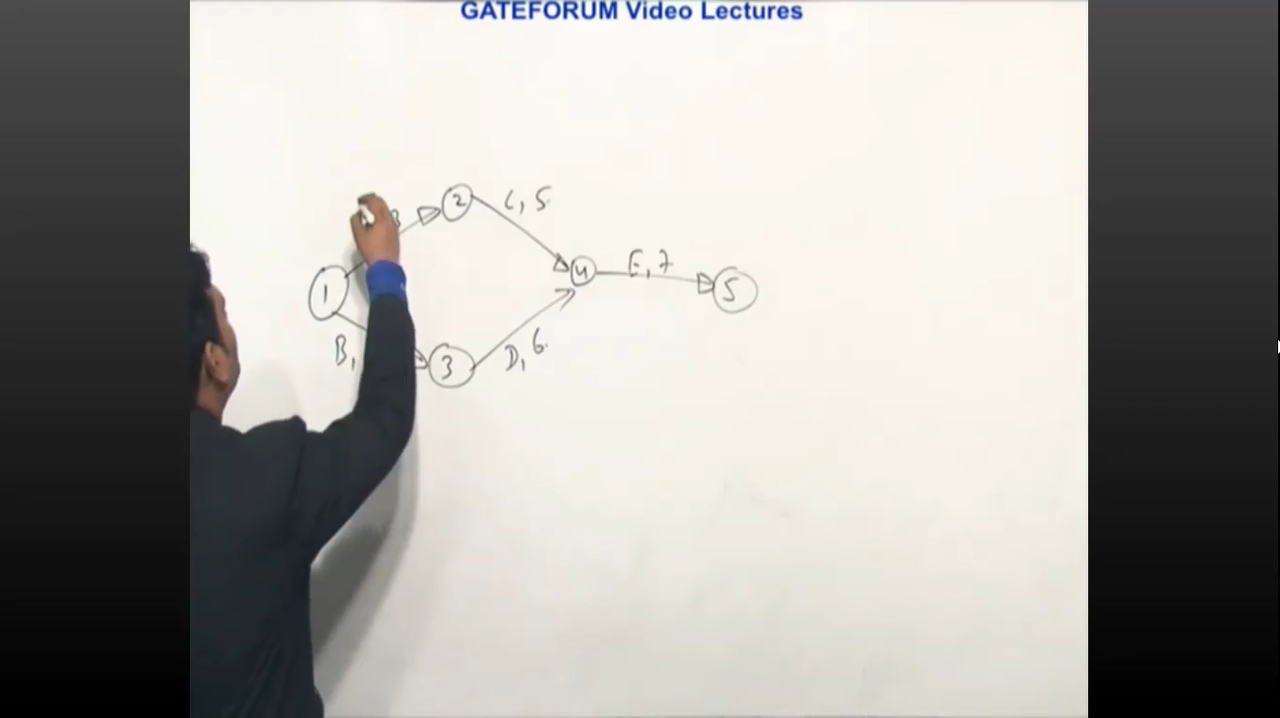 GATEFORUM Video Lectures
2
C, 5.
1
4
E, 7
5
B,
3
D, 6.